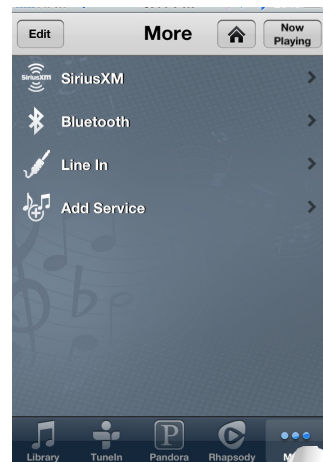 Edit
More
Now
Playing
SiriusXM
SiriusXM
Bluetooth
Line In
Add Service
Library
TuneIn
Pandora
Rhapsody